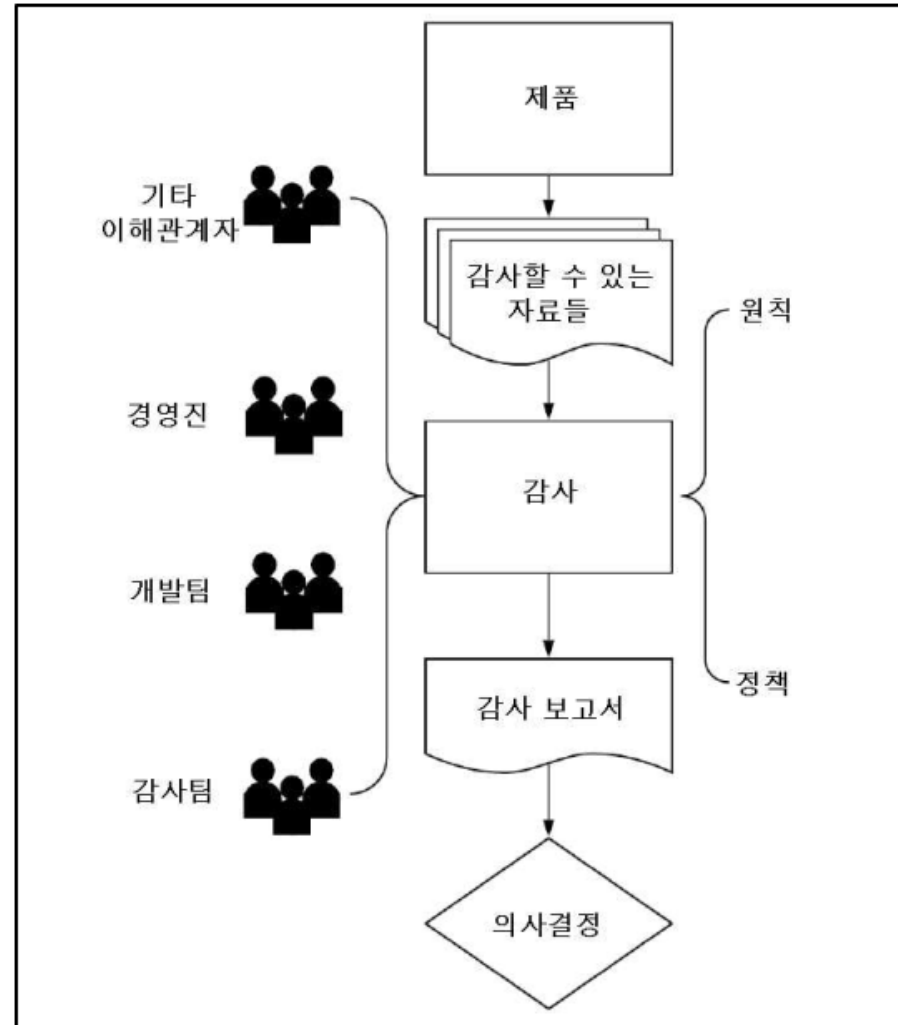 제품
기타
이해관계자
감사할 수 있는
자료들
원칙
경영진
감사
개발팀
정책
감사 보고서
감사팀
의사결정